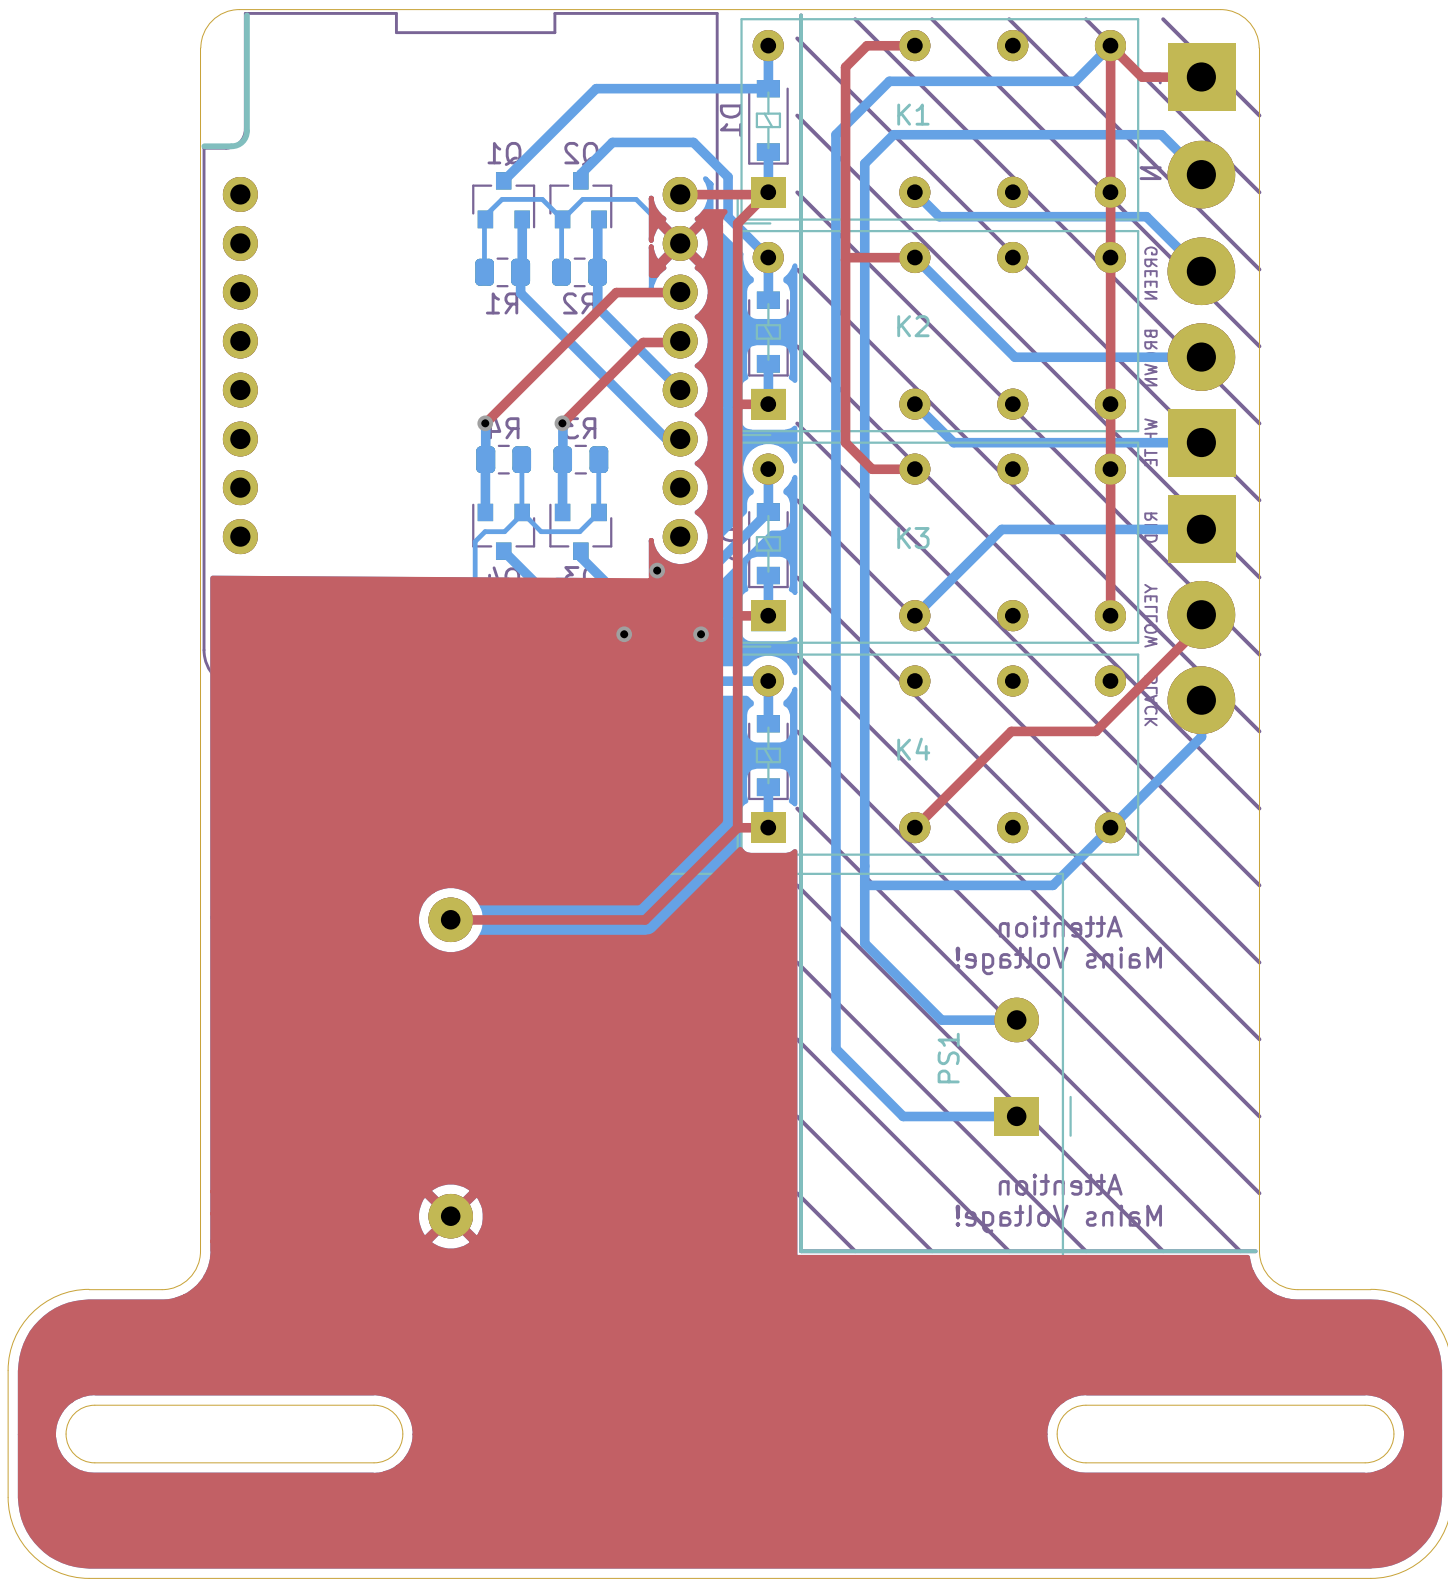 D1
K1
Q1
Q2
N
R1
R2
GREEN
K2
BROWN
R4
R3
WHITE
K3
RED
YELLOW
K4
BLACK
Attention
Mains Voltage!
PS1
Attention
Mains Voltage!